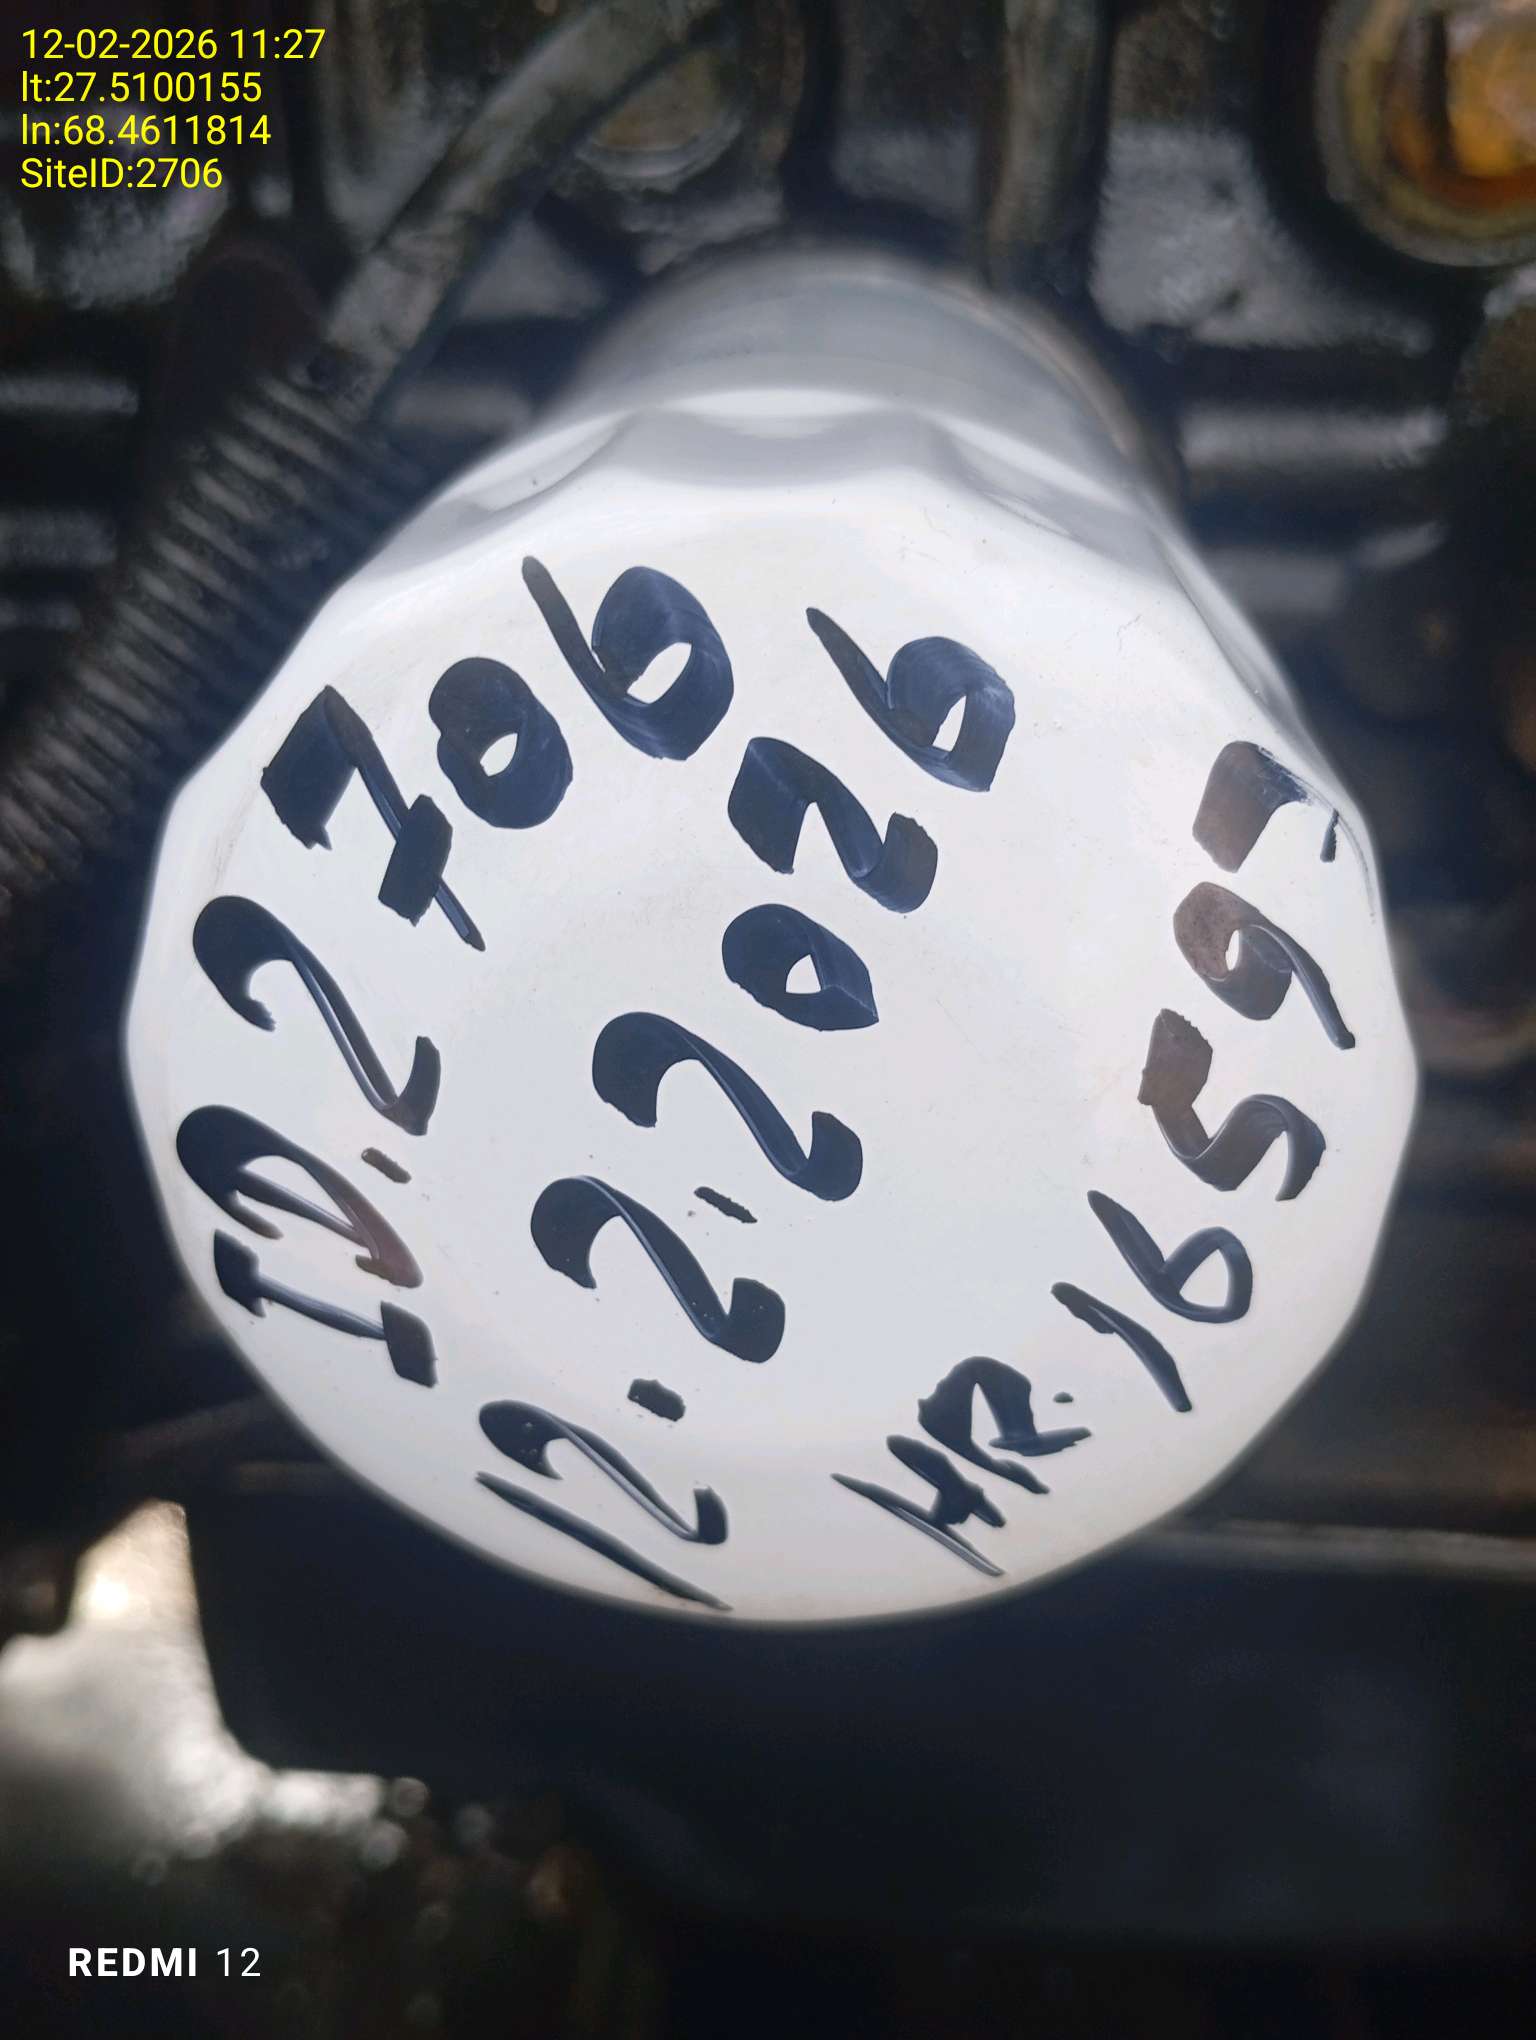 12-02-2026 11:27
lt:27.5100155
ln:68.4611814
SiteID:2706
ID.2706
12.2.2026
HR.16597
REDMI 12